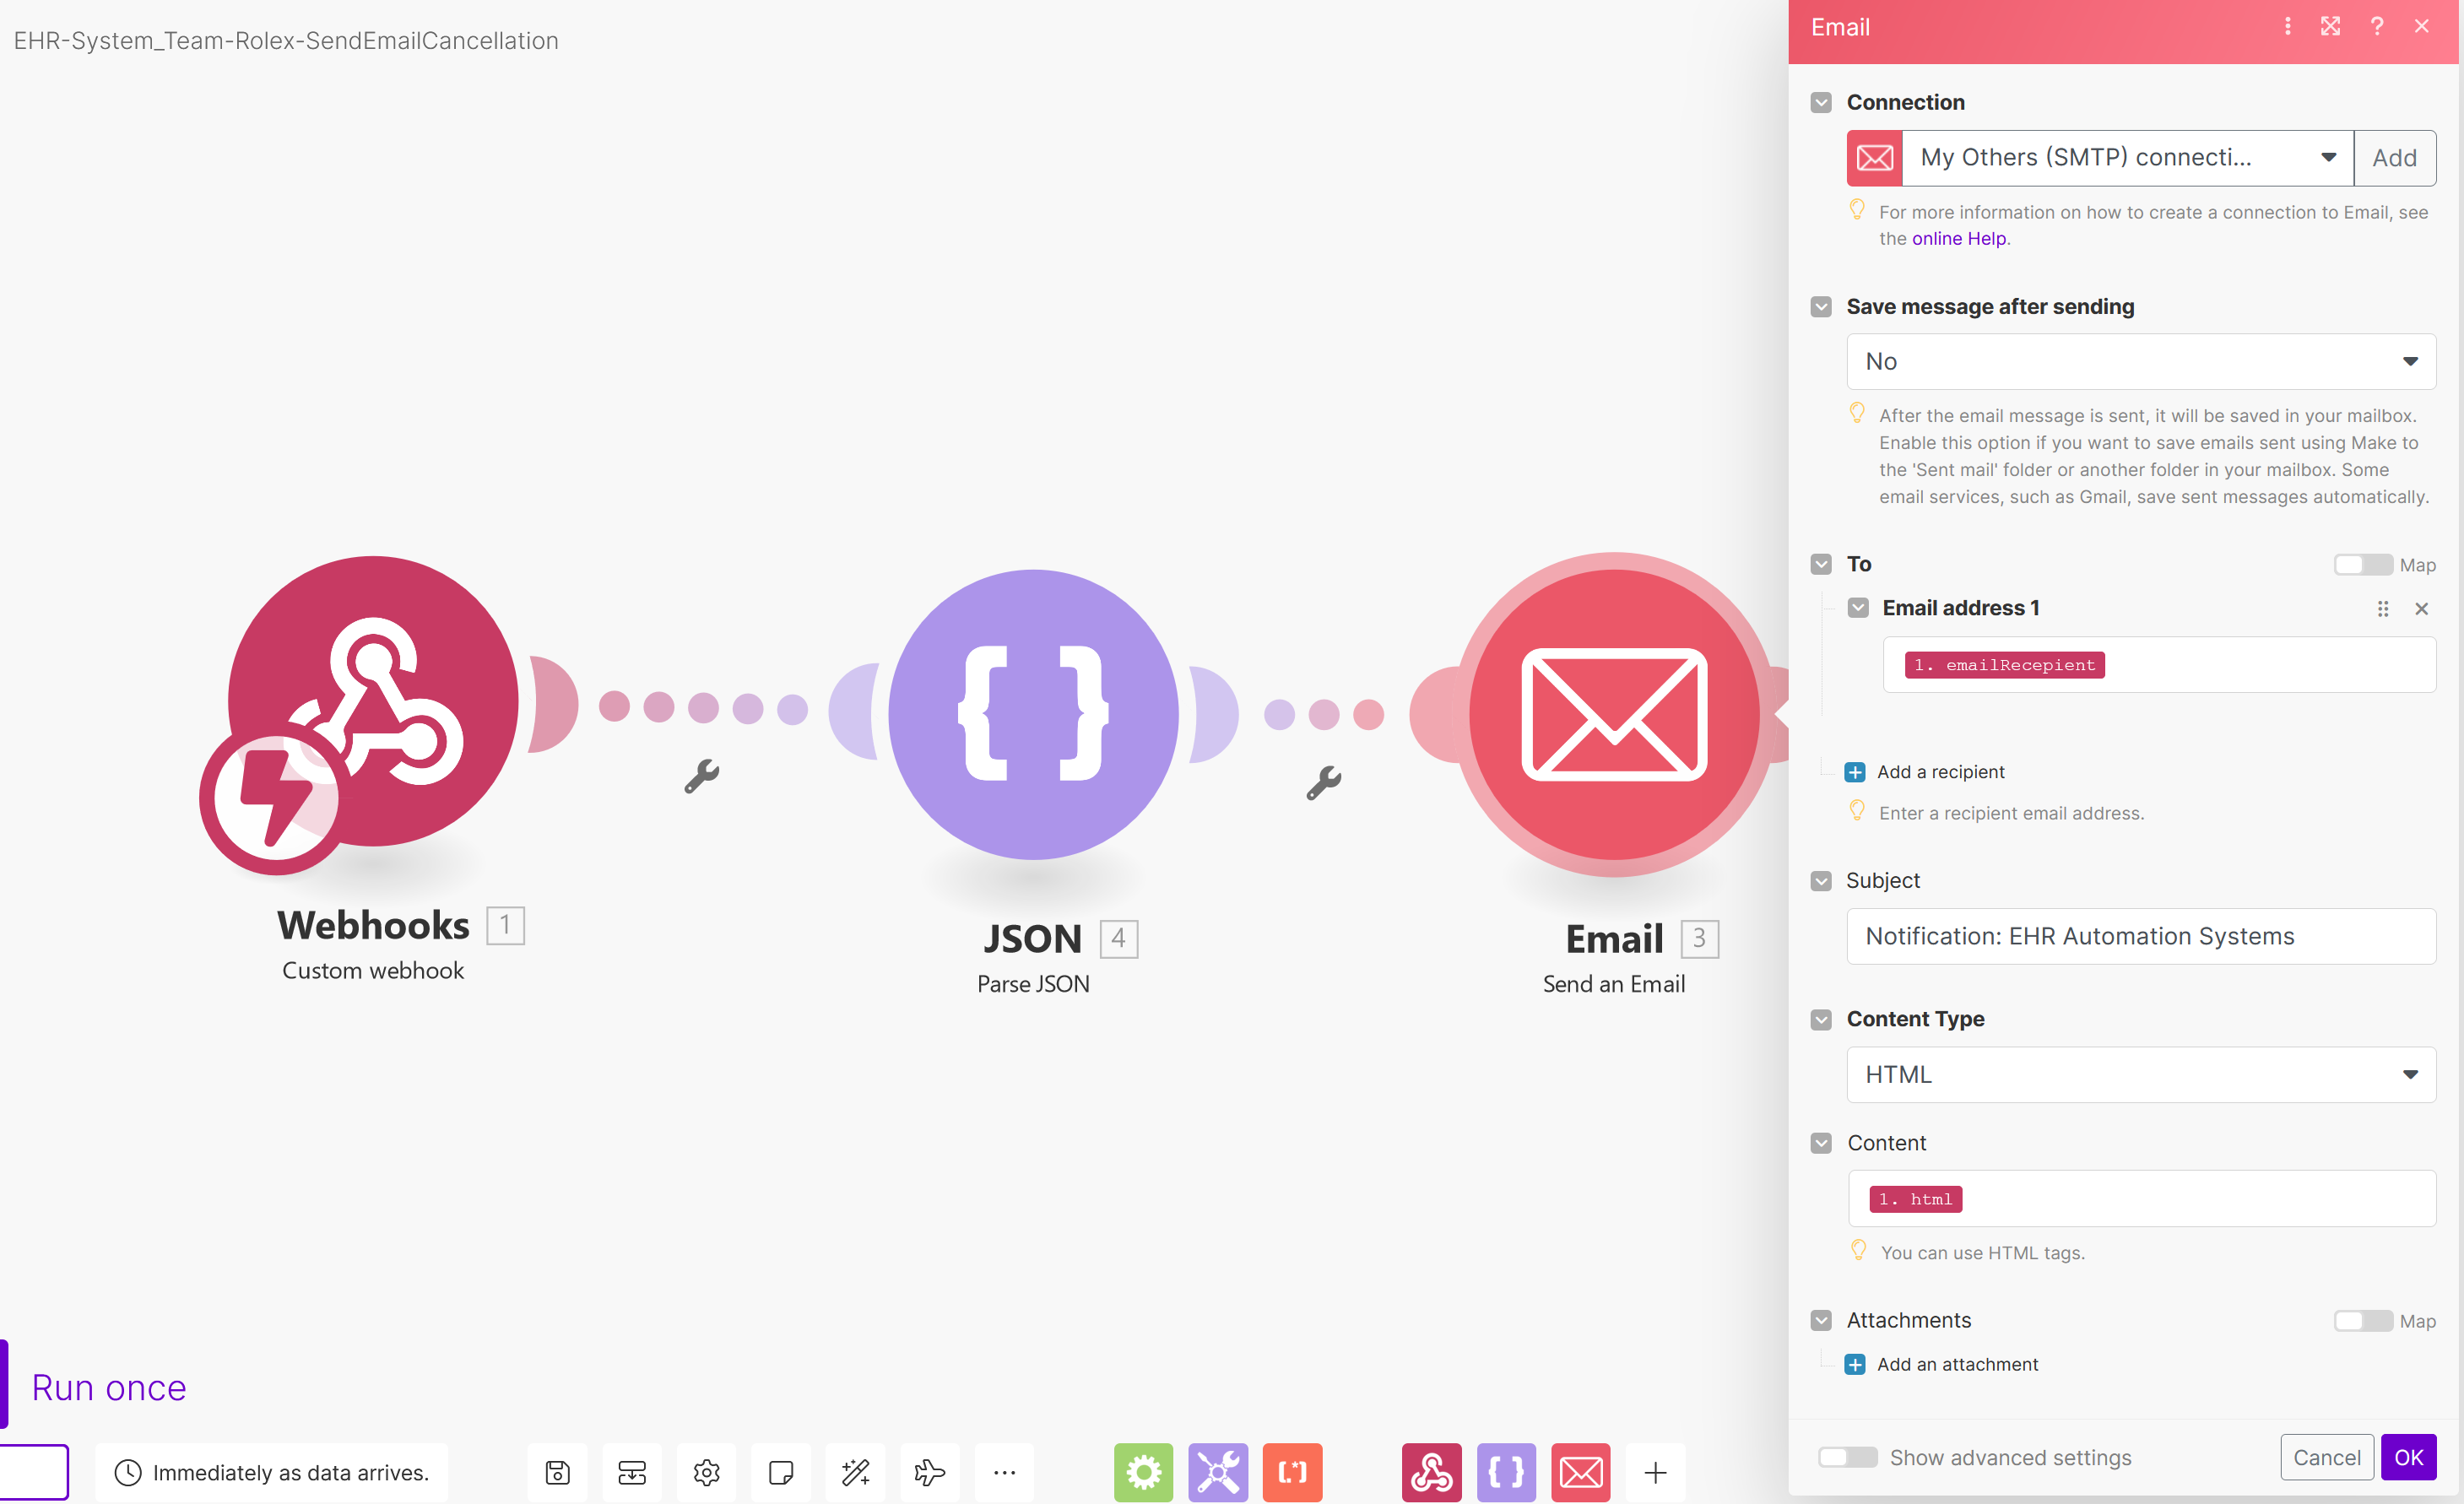 EHR-System_Team-Rolex-SendEmailCancellation
Webhooks 1
Custom webhook
JSON 4
Parse JSON
Email 3
Send an Email
Run once
Immediately as data arrives.
Email
Connection
My Others (SMTP) connecti...
Add
For more information on how to create a connection to Email, see
the online Help.
Save message after sending
No
After the email message is sent, it will be saved in your mailbox.
Enable this option if you want to save emails sent using Make to
the 'Sent mail' folder or another folder in your mailbox. Some
email services, such as Gmail, save sent messages automatically.
To
Map
Email address 1
1. emailRecepient
Add a recipient
Enter a recipient email address.
Subject
Notification: EHR Automation Systems
Content Type
HTML
Content
1. html
You can use HTML tags.
Attachments
Map
Add an attachment
Show advanced settings
Cancel
OK